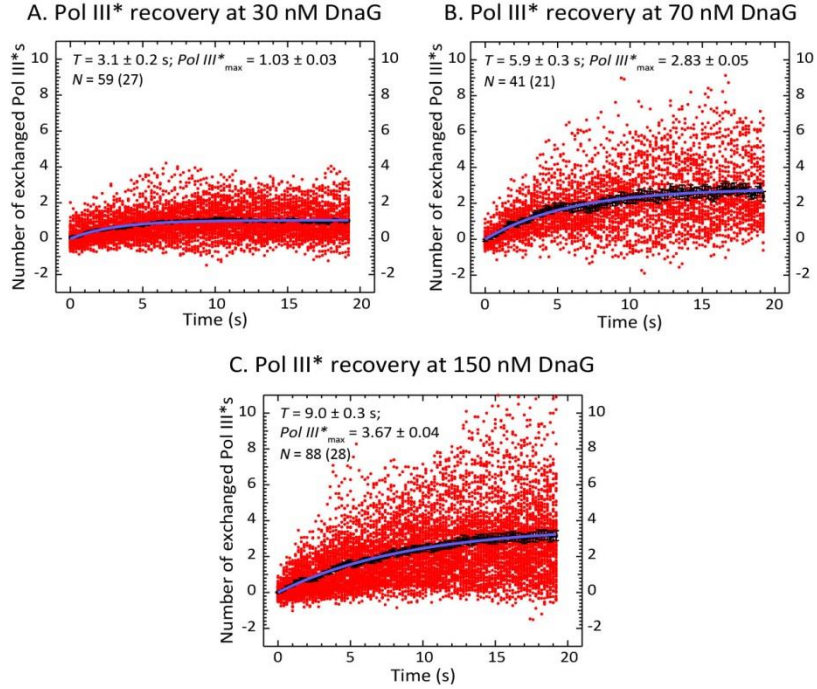 A. Pol III* recovery at 30 nM DnaG
T = 3.1 ± 0.2 s; Pol III*max = 1.03 ± 0.03
N = 59 (27)
Number of exchanged Pol III*s
10
8
6
4
2
0
-2
10
8
6
4
2
0
-2
0 5 10 15 20
Time (s)
B. Pol III* recovery at 70 nM DnaG
T = 5.9 ± 0.3 s; Pol III*max = 2.83 ± 0.05
N = 41 (21)
Number of exchanged Pol III*s
10
8
6
4
2
0
-2
10
8
6
4
2
0
-2
0 5 10 15 20
Time (s)
C. Pol III* recovery at 150 nM DnaG
T = 9.0 ± 0.3 s;
Pol III*max = 3.67 ± 0.04
N = 88 (28)
Number of exchanged Pol III*s
10
8
6
4
2
0
-2
10
8
6
4
2
0
-2
0 5 10 15 20
Time (s)